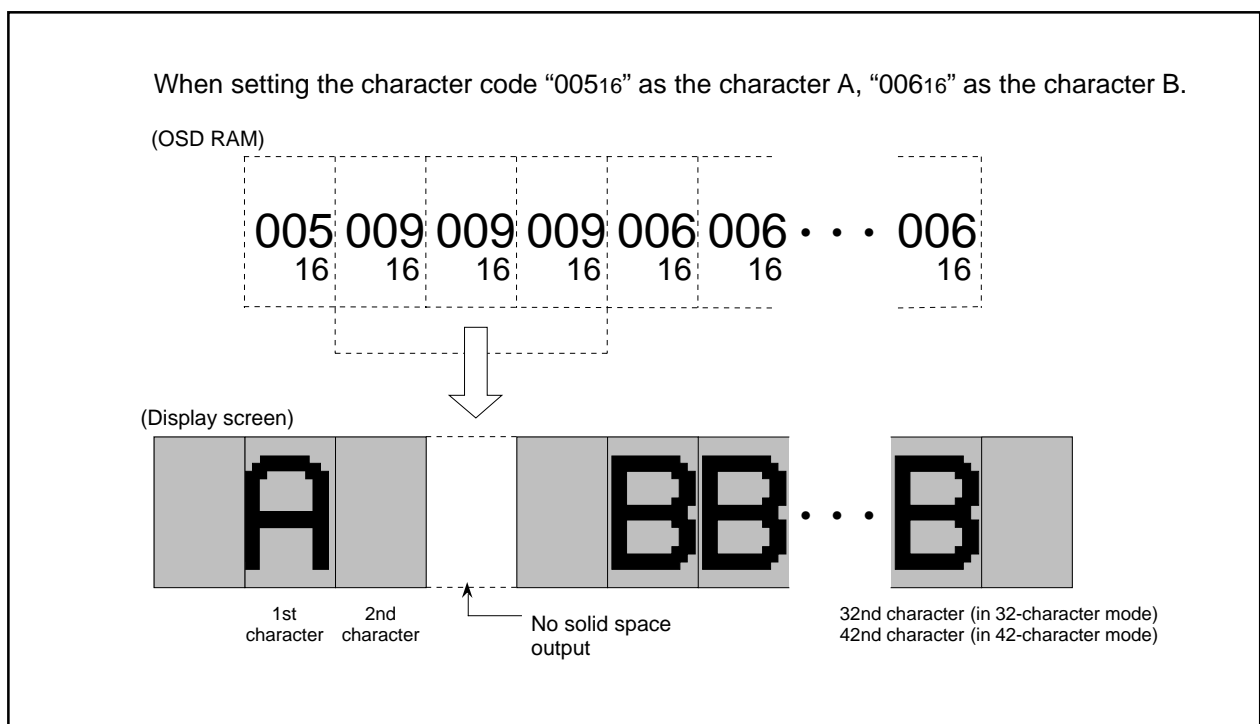 When setting the character code “00516” as the character A, “00616” as the character B.
(OSD RAM)
005 009 009 009 006 006 • • • 006
16 16 16 16 16 16 16
(Display screen)
A BB • • • B
1st character
2nd character
No solid space
output
32nd character (in 32-character mode)
42nd character (in 42-character mode)